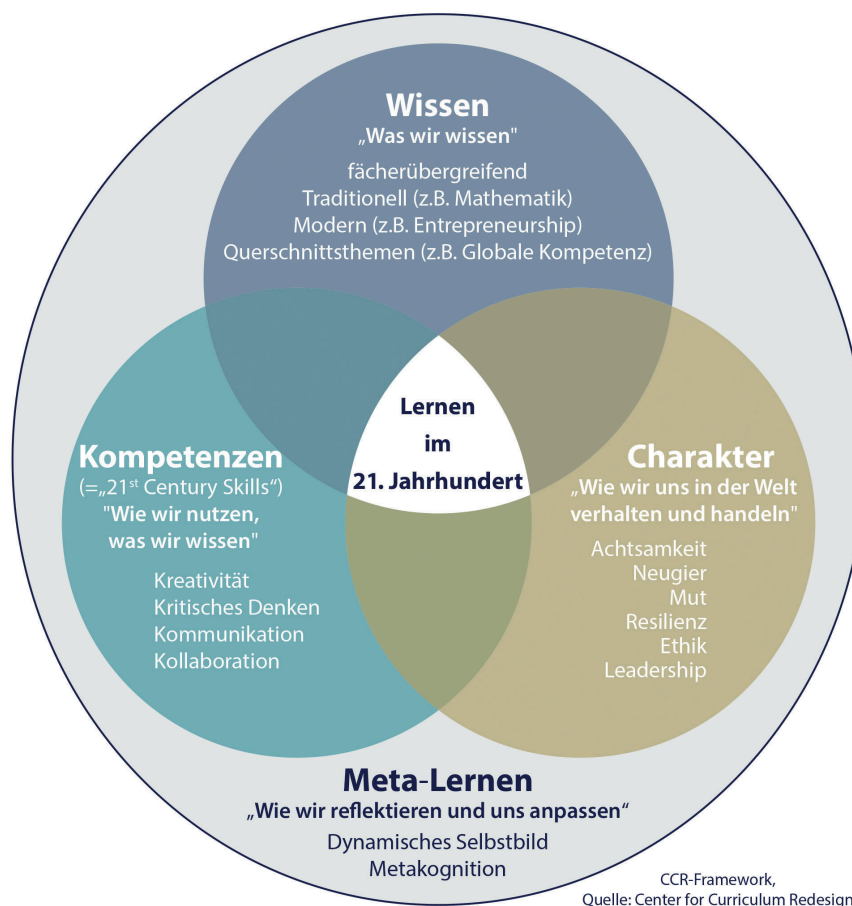 Wissen
„Was wir wissen"
fächerübergreifend
Traditionell (z.B. Mathematik)
Modern (z.B. Entrepreneurship)
Querschnittsthemen (z.B. Globale Kompetenz)
Lernen
im
21. Jahrhundert
Kompetenzen
(=„21st Century Skills“)
"Wie wir nutzen,
was wir wissen"
Kreativität
Kritisches Denken
Kommunikation
Kollaboration
Charakter
„Wie wir uns in der Welt
verhalten und handeln"
Achtsamkeit
Neugier
Mut
Resilienz
Ethik
Leadership
Meta-Lernen
„Wie wir reflektieren und uns anpassen“
Dynamisches Selbstbild
Metakognition
CCR-Framework,
Quelle: Center for Curriculum Redesign